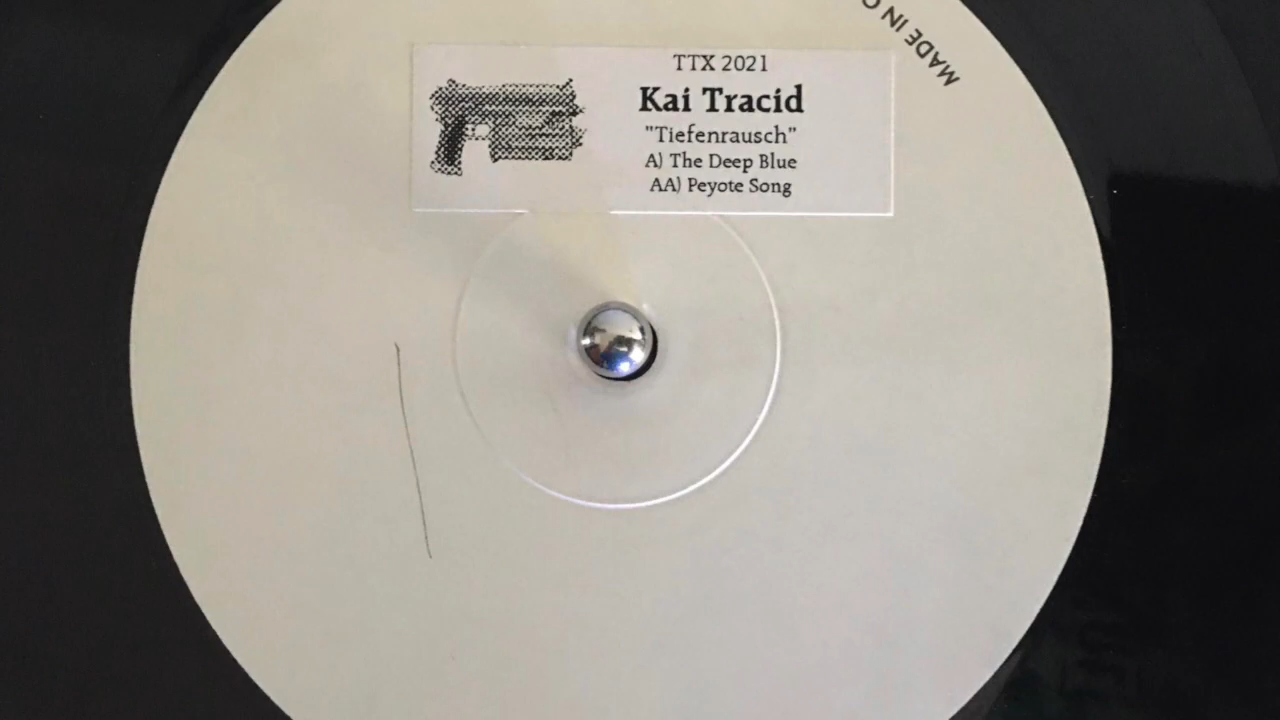 TTX 2021
Kai Tracid
"Tiefenrausch"
A) The Deep Blue
AA) Peyote Song
MADE IN